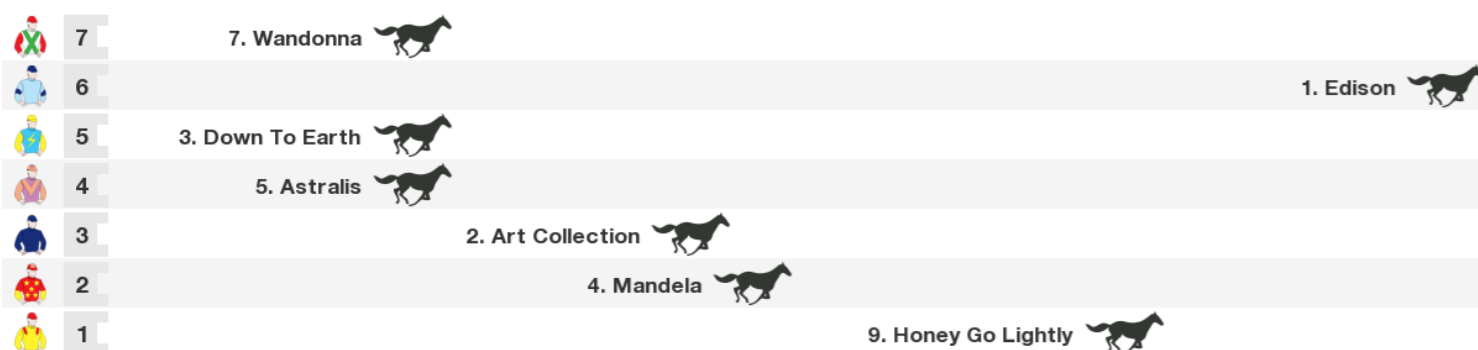 7 7. Wandonna
6 1. Edison
5 3. Down To Earth
4 5. Astralis
3 2. Art Collection
2 4. Mandela
1 9. Honey Go Lightly